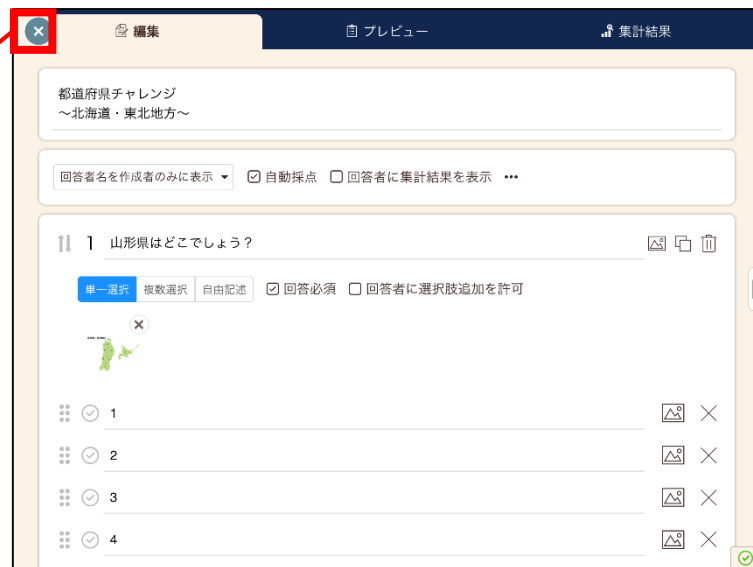 編集
プレビュー
集計結果
都道府県チャレンジ
~北海道・東北地方~
回答者名を作成者のみに表示 自動採点 回答者に集計結果を表示 •••
1 山形県はどこでしょう?
単一選択 複数選択 自由記述 回答必須 回答者に選択肢追加を許可
1
2
3
4